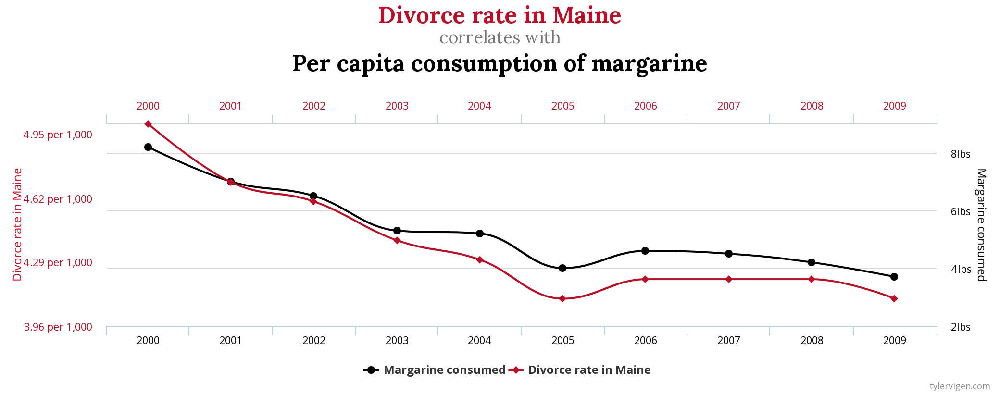 Divorce rate in Maine
correlates with
Per capita consumption of margarine
2000 2001 2002 2003 2004 2005 2006 2007 2008 2009
4.95 per 1,000
8lbs
4.62 per 1,000
6lbs
4.29 per 1,000
4lbs
3.96 per 1,000
2lbs
Divorce rate in Maine
Margarine consumed
2000 2001 2002 2003 2004 2005 2006 2007 2008 2009
Margarine consumed Divorce rate in Maine
tylervigen.com